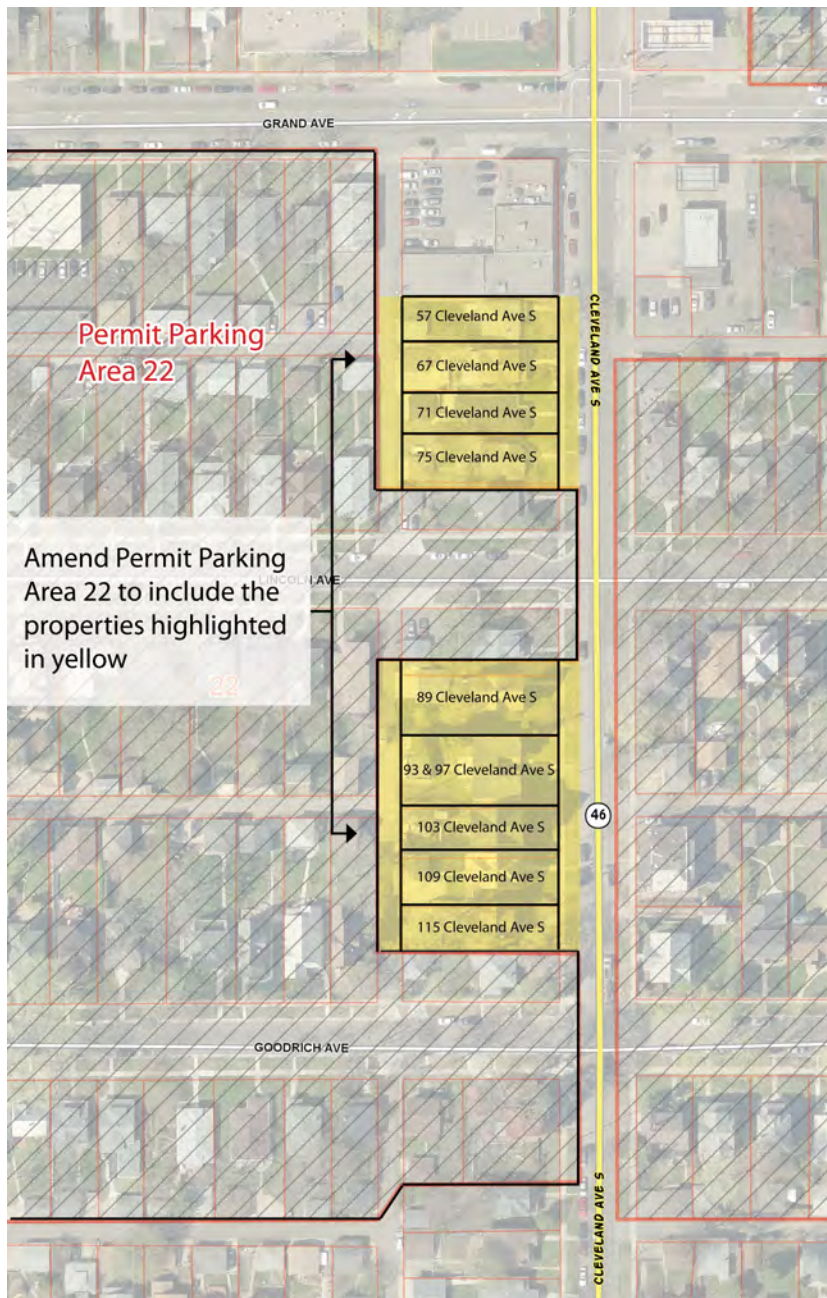 GRAND AVE
57 Cleveland Ave S
CLEVELAND AVE S
Permit Parking
Area 22
67 Cleveland Ave S
71 Cleveland Ave S
75 Cleveland Ave S
Amend Permit Parking
Area 22 to include the
properties highlighted
in yellow
LINCOLN AVE
22
89 Cleveland Ave S
93 & 97 Cleveland Ave S
46
103 Cleveland Ave S
109 Cleveland Ave S
115 Cleveland Ave S
GOODRICH AVE
CLEVELAND AVE S